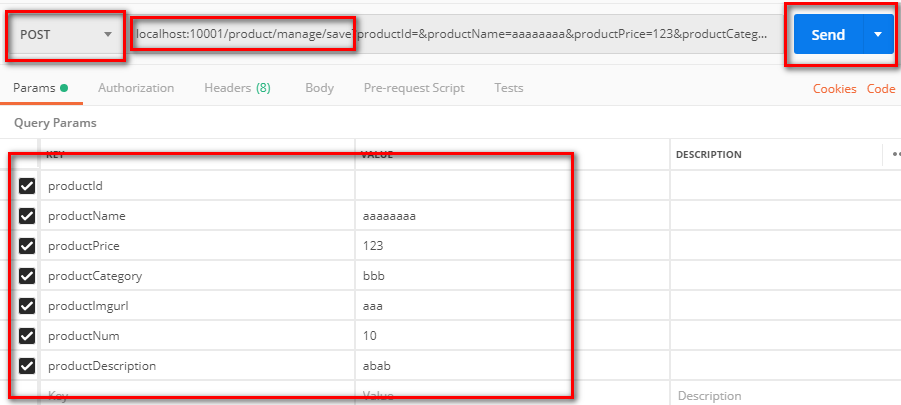 POST localhost:10001/product/manage/save?productId=&productName=aaaaaaaa&productPrice=123&productCateg... Send
Params Authorization Headers (8) Body Pre-request Script Tests Cookies Code
Query Params
KEY VALUE DESCRIPTION
productId
productName aaaaaaaa
productPrice 123
productCategory bbb
productImgurl aaa
productNum 10
productDescription abab
Key Value Description